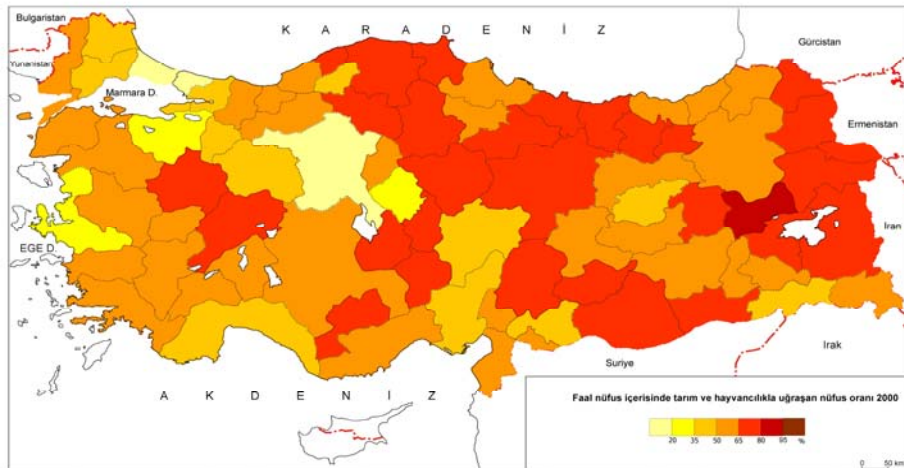 Bulgaristan
K A R A D E N İ Z
Gürcistan
Yunanistan
Marmara D.
Ermenistan
EGE D.
İran
Suriye
Irak
A K D E N İ Z
Faal nüfus içerisinde tarım ve hayvancılıkla uğraşan nüfus oranı 2000
20 35 50 65 80 95 %
0 50 km